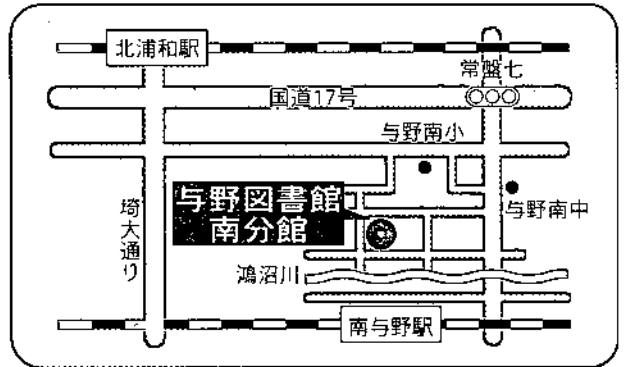 北浦和駅
常盤七
国道17号
与野南小
与野図書館
南分館
与野南中
埼大通り
鴻沼川
南与野駅